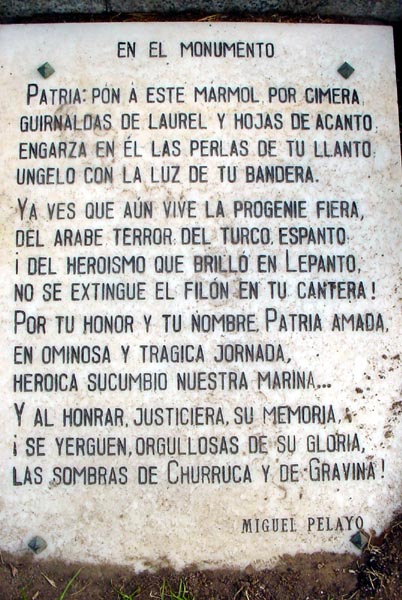 EN EL MONUMENTO
PATRIA: PÓN Á ESTE MÁRMOL POR CIMERA,
GUIRNALDAS DE LAUREL Y HOJAS DE ACANTO:
ENGARZA EN ÉL LAS PERLAS DE TU LLANTO:
UNGELO CON LA LUZ DE TU BANDERA.
YA VES QUE AÚN VIVE LA PROGENIE FIERA,
DEL ARABE TERROR, DEL TURCO, ESPANTO.
¡ DEL HEROISMO QUE BRILLÓ EN LEPANTO,
NO SE EXTINGUE EL FILÓN EN TU CANTERA !
POR TU HONOR Y TU NOMBRE, PATRIA AMADA,
EN OMINOSA Y TRAGICA JORNADA,
HEROICA SUCUMBIO NUESTRA MARINA...
Y AL HONRAR, JUSTICIERA, SU MEMORIA,
¡ SE YERGUEN, ORGULLOSAS DE SU GLORIA,
LAS SOMBRAS DE CHURRUCA Y DE GRAVINA !
MIGUEL PELAYO